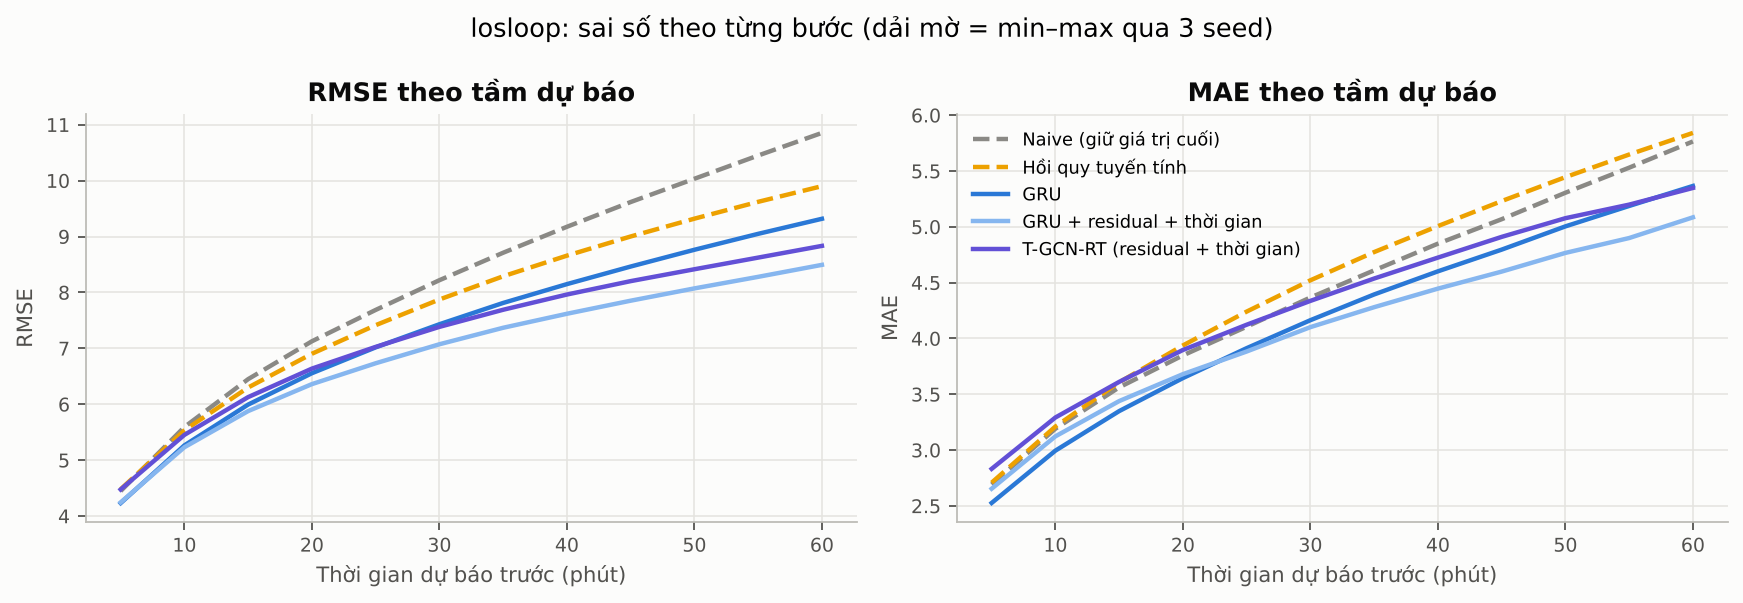 losloop: sai số theo từng bước (dải mờ = min–max qua 3 seed)
RMSE theo tầm dự báo
RMSE
11
10
9
8
7
6
5
4
10 20 30 40 50 60
Thời gian dự báo trước (phút)
MAE theo tầm dự báo
MAE
6.0
5.5
5.0
4.5
4.0
3.5
3.0
2.5
Naive (giữ giá trị cuối)
Hồi quy tuyến tính
GRU
GRU + residual + thời gian
T-GCN-RT (residual + thời gian)
10 20 30 40 50 60
Thời gian dự báo trước (phút)